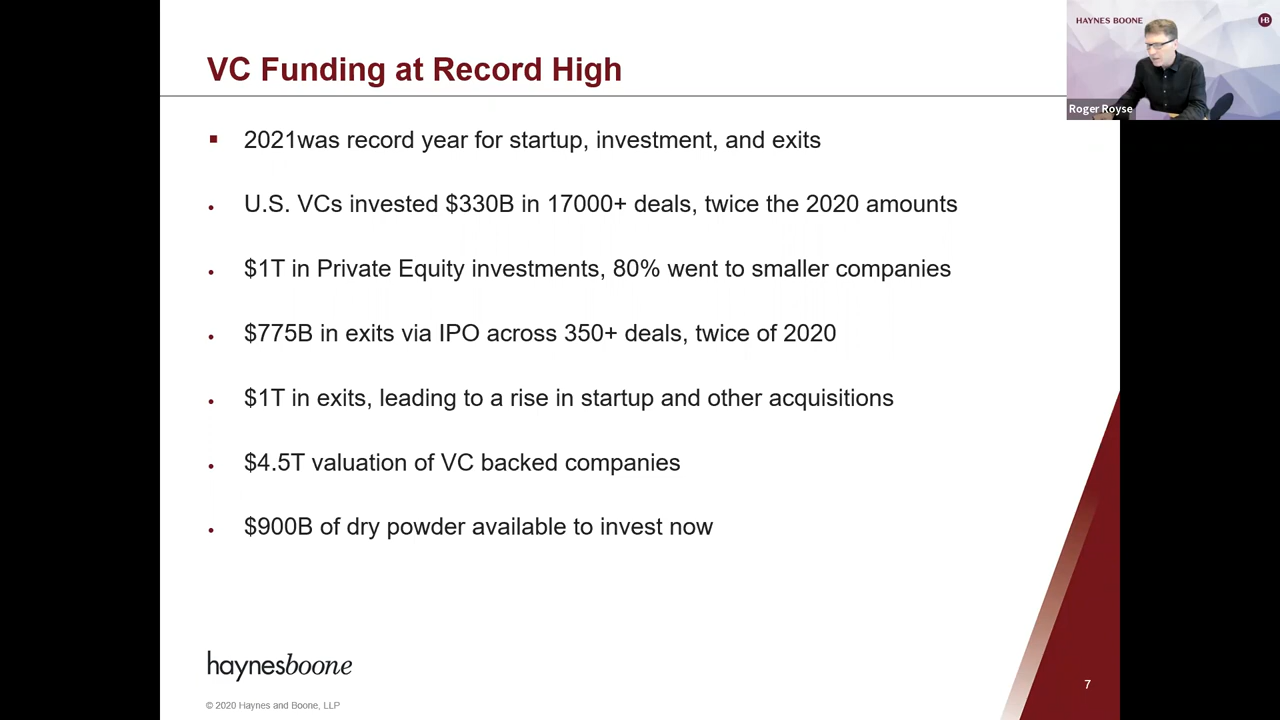 VC Funding at Record High
HAYNES BOONE
HB
Roger Royse
2021was record year for startup, investment, and exits
U.S. VCs invested $330B in 17000+ deals, twice the 2020 amounts
$1T in Private Equity investments, 80% went to smaller companies
$775B in exits via IPO across 350+ deals, twice of 2020
$1T in exits, leading to a rise in startup and other acquisitions
$4.5T valuation of VC backed companies
$900B of dry powder available to invest now
haynesboone
7
© 2020 Haynes and Boone, LLP